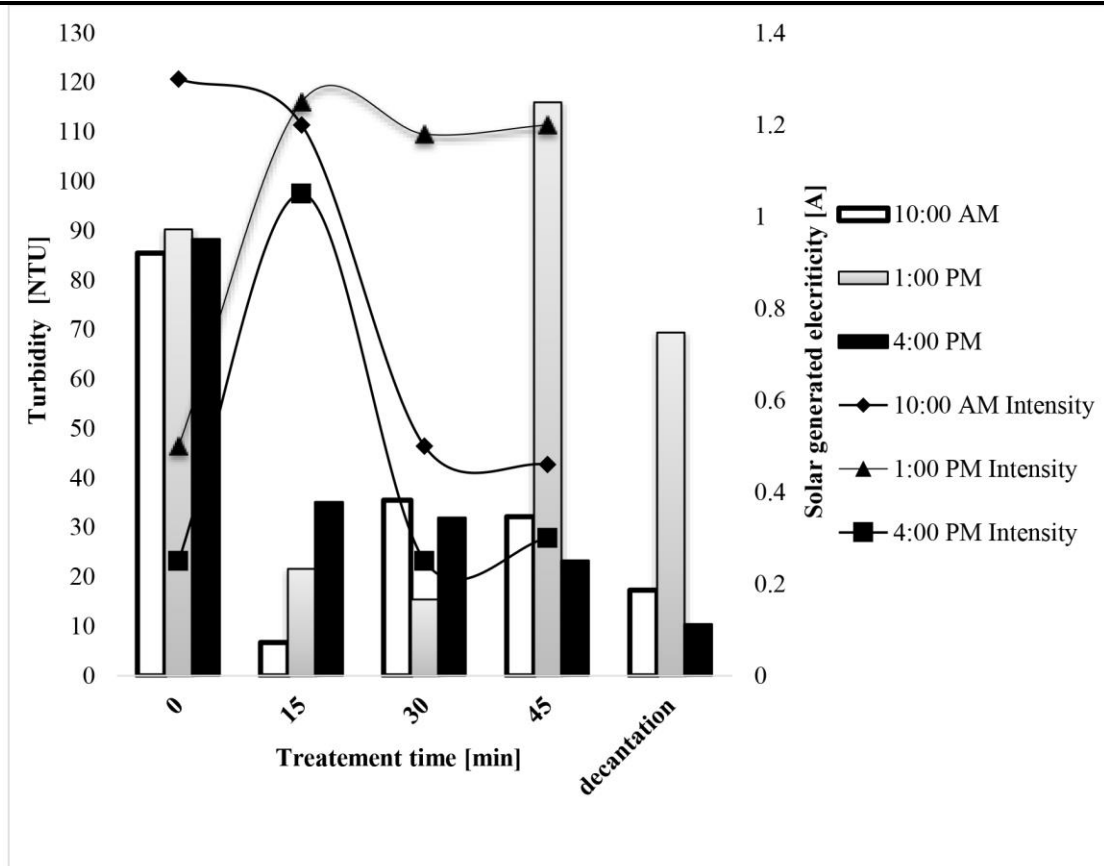 130
120
110
100
90
80
70
60
50
40
30
20
10
0
Turbidity [NTU]
1.4
1.2
1
0.8
0.6
0.4
0.2
0
Solar generated elecriticity [A]
0
15
30
45
decantation
Treatement time [min]
10:00 AM
1:00 PM
4:00 PM
10:00 AM Intensity
1:00 PM Intensity
4:00 PM Intensity